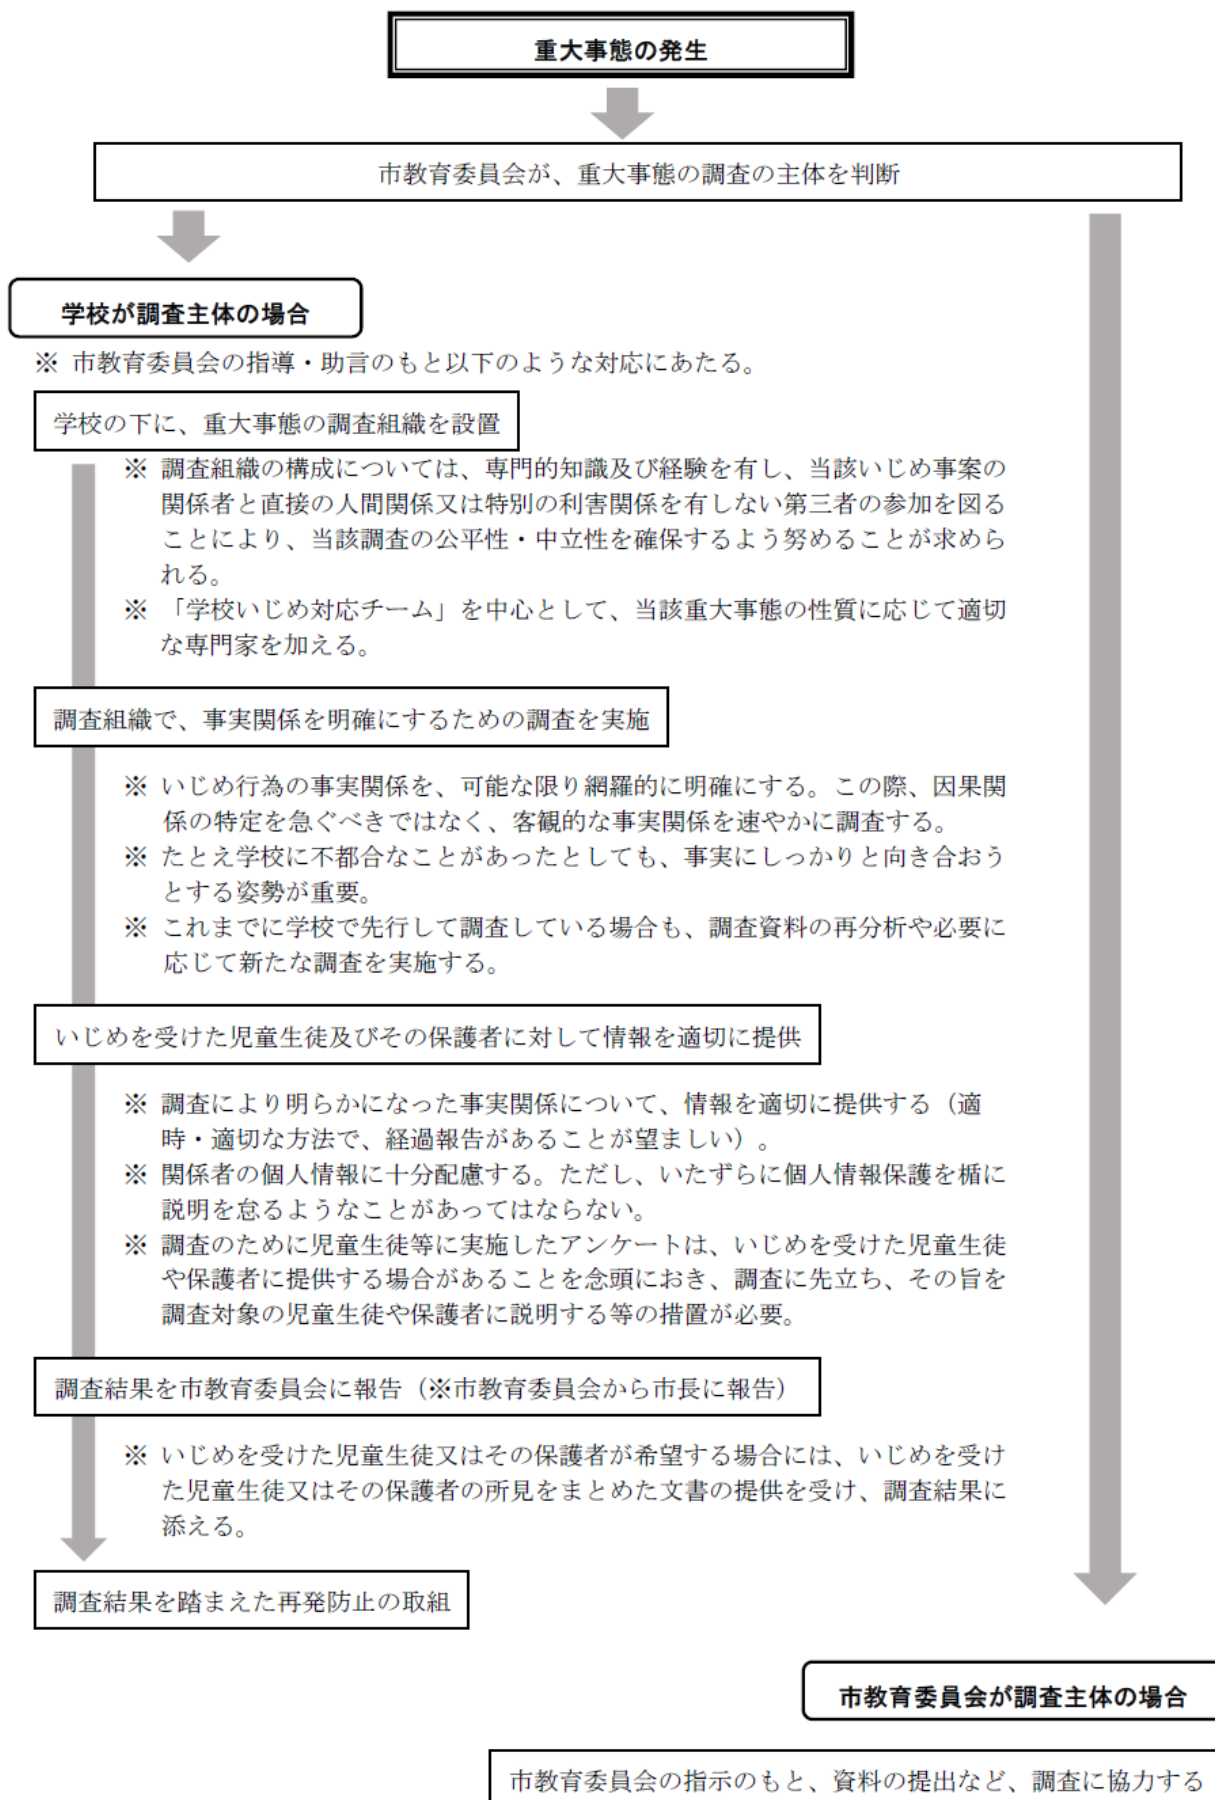 重大事態の発生
市教育委員会が、重大事態の調査の主体を判断
学校が調査主体の場合
※ 市教育委員会の指導・助言のもと以下のような対応にあたる。
学校の下に、重大事態の調査組織を設置
※ 調査組織の構成については、専門的知識及び経験を有し、当該いじめ事案の
関係者と直接の人間関係又は特別の利害関係を有しない第三者の参加を図る
ことにより、当該調査の公平性・中立性を確保するよう努めることが求めら
れる。
※ 「学校いじめ対応チーム」を中心として、当該重大事態の性質に応じて適切
な専門家を加える。
調査組織で、事実関係を明確にするための調査を実施
※ いじめ行為の事実関係を、可能な限り網羅的に明確にする。この際、因果関
係の特定を急ぐべきではなく、客観的な事実関係を速やかに調査する。
※ たとえ学校に不都合なことがあったとしても、事実にしっかりと向き合おう
とする姿勢が重要。
※ これまでに学校で先行して調査している場合も、調査資料の再分析や必要に
応じて新たな調査を実施する。
いじめを受けた児童生徒及びその保護者に対して情報を適切に提供
※ 調査により明らかになった事実関係について、情報を適切に提供する（適
時・適切な方法で、経過報告があることが望ましい）。
※ 関係者の個人情報に十分配慮する。ただし、いたずらに個人情報保護を楯に
説明を怠るようなことがあってはならない。
※ 調査のために児童生徒等に実施したアンケートは、いじめを受けた児童生徒
や保護者に提供する場合があることを念頭におき、調査に先立ち、その旨を
調査対象の児童生徒や保護者に説明する等の措置が必要。
調査結果を市教育委員会に報告（※市教育委員会から市長に報告）
※ いじめを受けた児童生徒又はその保護者が希望する場合には、いじめを受け
た児童生徒又はその保護者の所見をまとめた文書の提供を受け、調査結果に
添える。
調査結果を踏まえた再発防止の取組
市教育委員会が調査主体の場合
市教育委員会の指示のもと、資料の提出など、調査に協力する